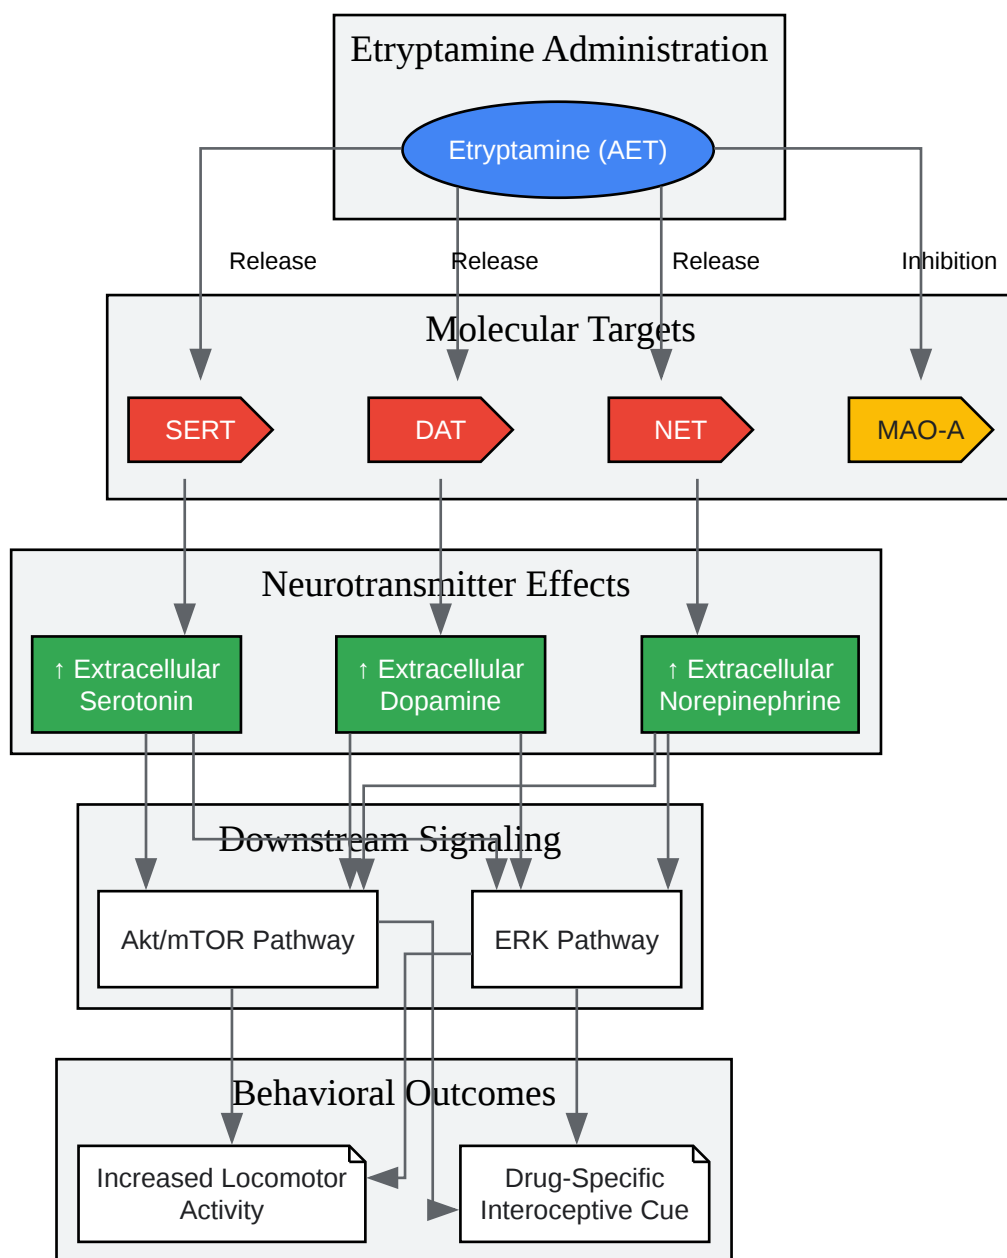 Etryptamine Administration
Etryptamine (AET)
Release
Release
Release
Inhibition
Molecular Targets
SERT
DAT
NET
MAO-A
Neurotransmitter Effects
↑ Extracellular
Serotonin
↑ Extracellular
Dopamine
↑ Extracellular
Norepinephrine
Downstream Signaling
Akt/mTOR Pathway
ERK Pathway
Behavioral Outcomes
Increased Locomotor
Activity
Drug-Specific
Interoceptive Cue